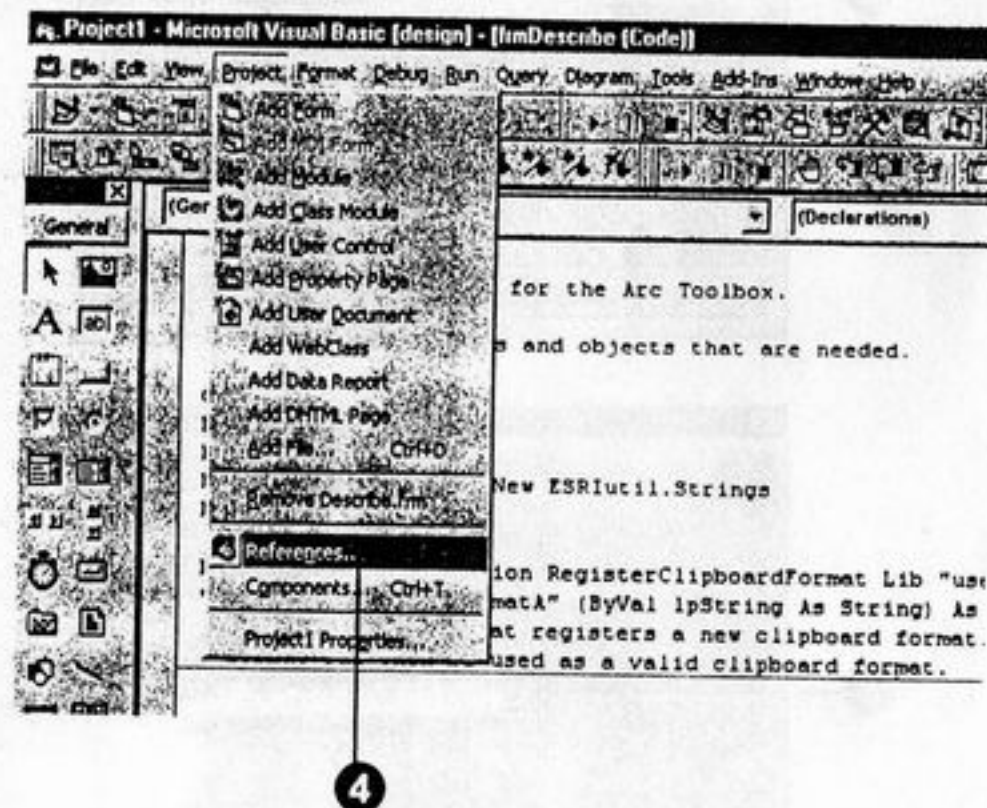 Project1 - Microsoft Visual Basic [design] - [frmDescribe (Code)]
File Edit View Project Format Debug Run Query Diagram Tools Add-Ins Window Help
General
(Ger
(Declarations)
Add Form
Add MDI Form
Add Module
Add Class Module
Add User Control
Add Property Page
Add User Document
Add WebClass
Add Data Report
Add DHTML Page
Add File... Ctrl+D
Remove Describe.frm
References...
Components... Ctrl+T
Project1 Properties...
for the Arc Toolbox.
s and objects that are needed.
New ESRIutil.Strings
ion RegisterClipboardFormat Lib "use
matA" (ByVal lpString As String) As
at registers a new clipboard format.
used as a valid clipboard format.
A ab
4